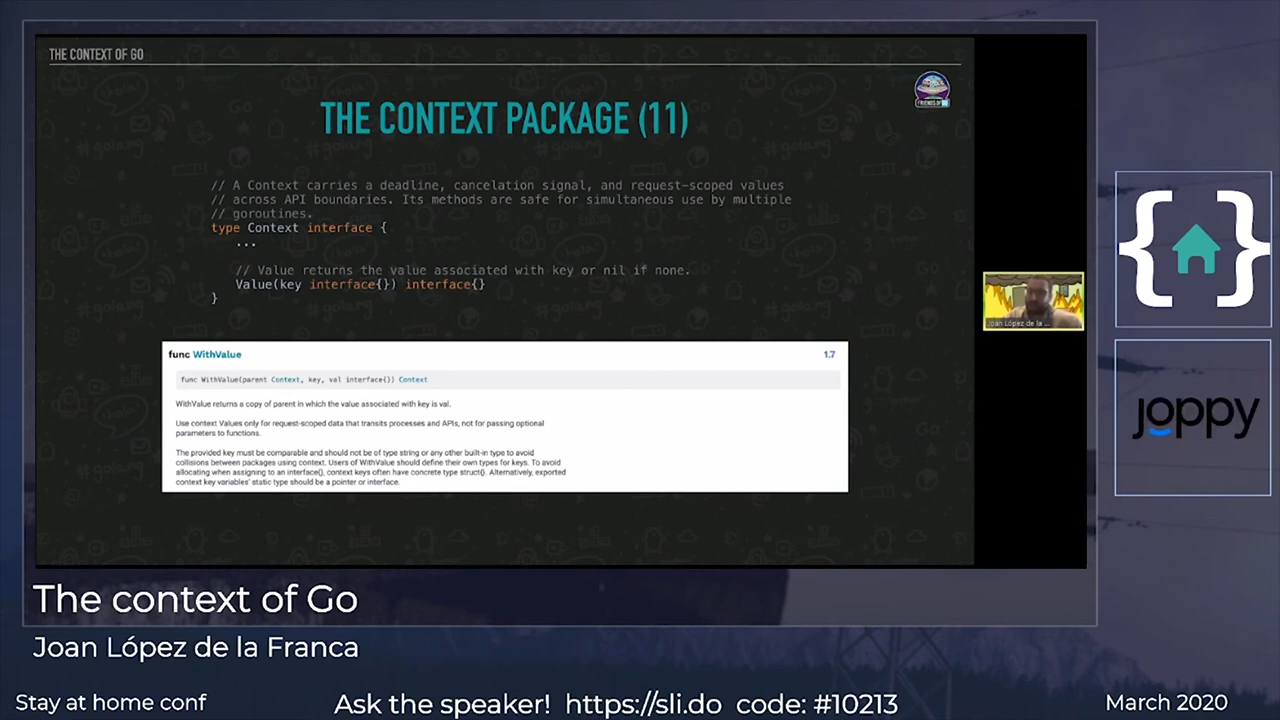 THE CONTEXT OF GO
FRIENDS OF GO
THE CONTEXT PACKAGE (11)
// A Context carries a deadline, cancelation signal, and request-scoped values
// across API boundaries. Its methods are safe for simultaneous use by multiple
// goroutines.
type Context interface {
...
// Value returns the value associated with key or nil if none.
Value(key interface{}) interface{}
}
func WithValue 1.7
func WithValue(parent Context, key, val interface{}) Context
WithValue returns a copy of parent in which the value associated with key is val.
Use context Values only for request-scoped data that transits processes and APIs, not for passing optional
parameters to functions.
The provided key must be comparable and should not be of type string or any other built-in type to avoid
collisions between packages using context. Users of WithValue should define their own types for keys. To avoid
allocating when assigning to an interface{}, context keys often have concrete type struct{}. Alternatively, exported
context key variables' static type should be a pointer or interface.
Joan López de la ...
{ }
joppy
The context of Go
Joan López de la Franca
Stay at home conf
Ask the speaker! https://sli.do code: #10213
March 2020